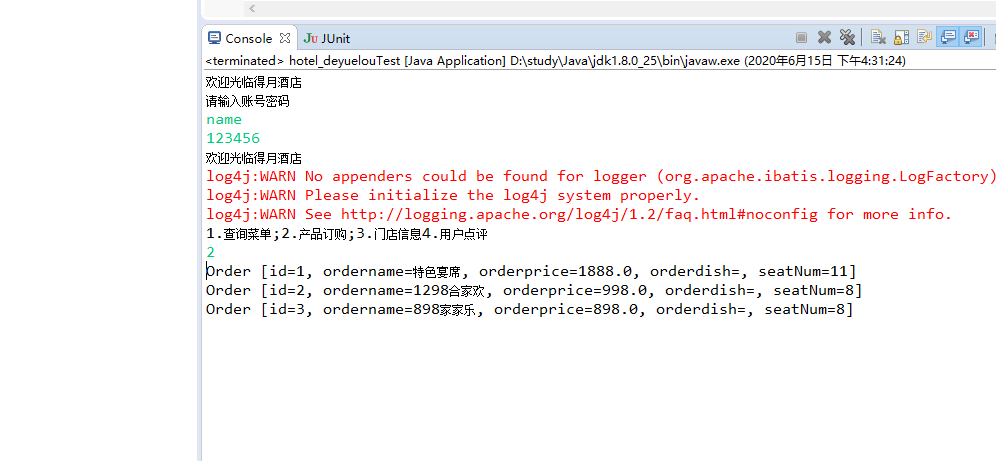 Console JUnit
<terminated> hotel_deyuelouTest [Java Application] D:\study\Java\jdk1.8.0_25\bin\javaw.exe (2020年6月15日 下午4:31:24)
欢迎光临得月酒店
请输入账号密码
name
123456
欢迎光临得月酒店
log4j:WARN No appenders could be found for logger (org.apache.ibatis.logging.LogFactory)
log4j:WARN Please initialize the log4j system properly.
log4j:WARN See http://logging.apache.org/log4j/1.2/faq.html#noconfig for more info.
1.查询菜单;2.产品订购;3.门店信息4.用户点评
2
Order [id=1, ordername=特色宴席, orderprice=1888.0, orderdish=, seatNum=11]
Order [id=2, ordername=1298合家欢, orderprice=998.0, orderdish=, seatNum=8]
Order [id=3, ordername=898家家乐, orderprice=898.0, orderdish=, seatNum=8]